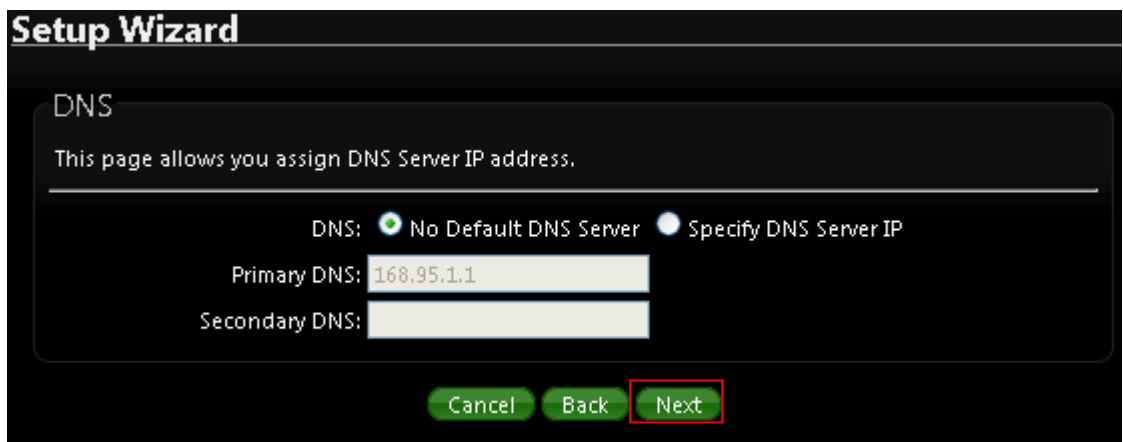 Setup Wizard
DNS
This page allows you assign DNS Server IP address.
DNS: No Default DNS Server Specify DNS Server IP
Primary DNS: 168.95.1.1
Secondary DNS:
Cancel Back Next